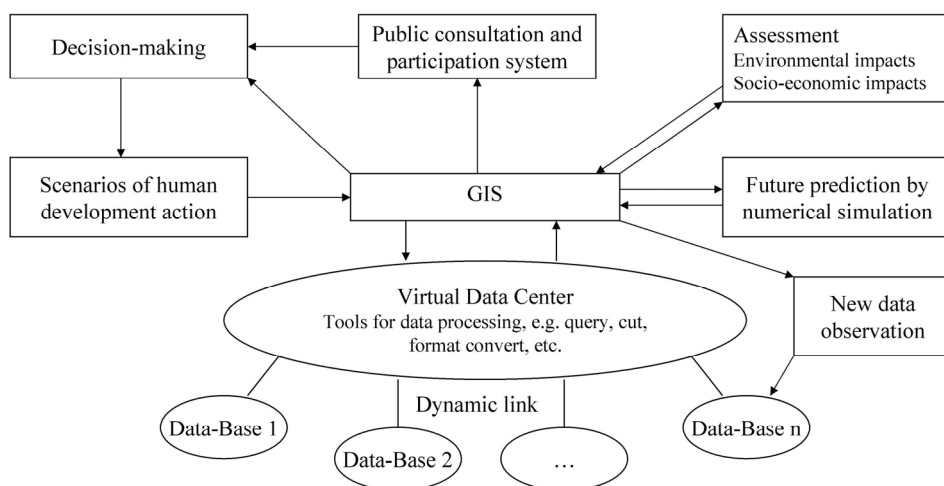 Decision-making
Public consultation and
participation system
Assessment
Environmental impacts
Socio-economic impacts
Scenarios of human
development action
GIS
Future prediction by
numerical simulation
Virtual Data Center
Tools for data processing, e.g. query, cut,
format convert, etc.
New data
observation
Dynamic link
Data-Base 1
Data-Base 2
...
Data-Base n